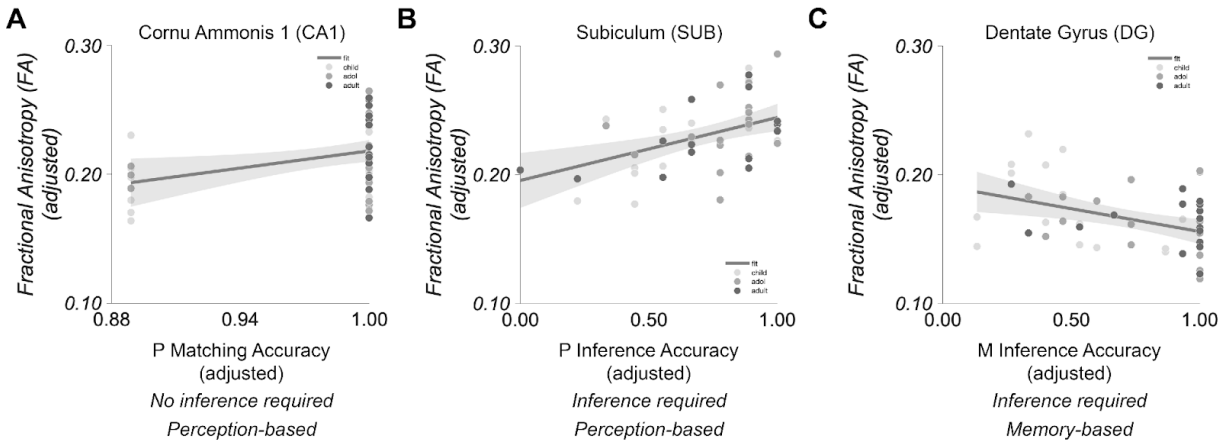 A
Cornu Ammonis 1 (CA1)
Fractional Anisotropy (FA)
(adjusted)
0.30
0.20
0.10
fit
child
adol
adult
0.88
0.94
1.00
P Matching Accuracy
(adjusted)
No inference required
Perception-based
B
Subiculum (SUB)
Fractional Anisotropy (FA)
(adjusted)
0.30
0.20
0.10
fit
child
adol
adult
0.00
0.50
1.00
P Inference Accuracy
(adjusted)
Inference required
Perception-based
C
Dentate Gyrus (DG)
Fractional Anisotropy (FA)
(adjusted)
0.30
0.20
0.10
fit
child
adol
adult
0.00
0.50
1.00
M Inference Accuracy
(adjusted)
Inference required
Memory-based